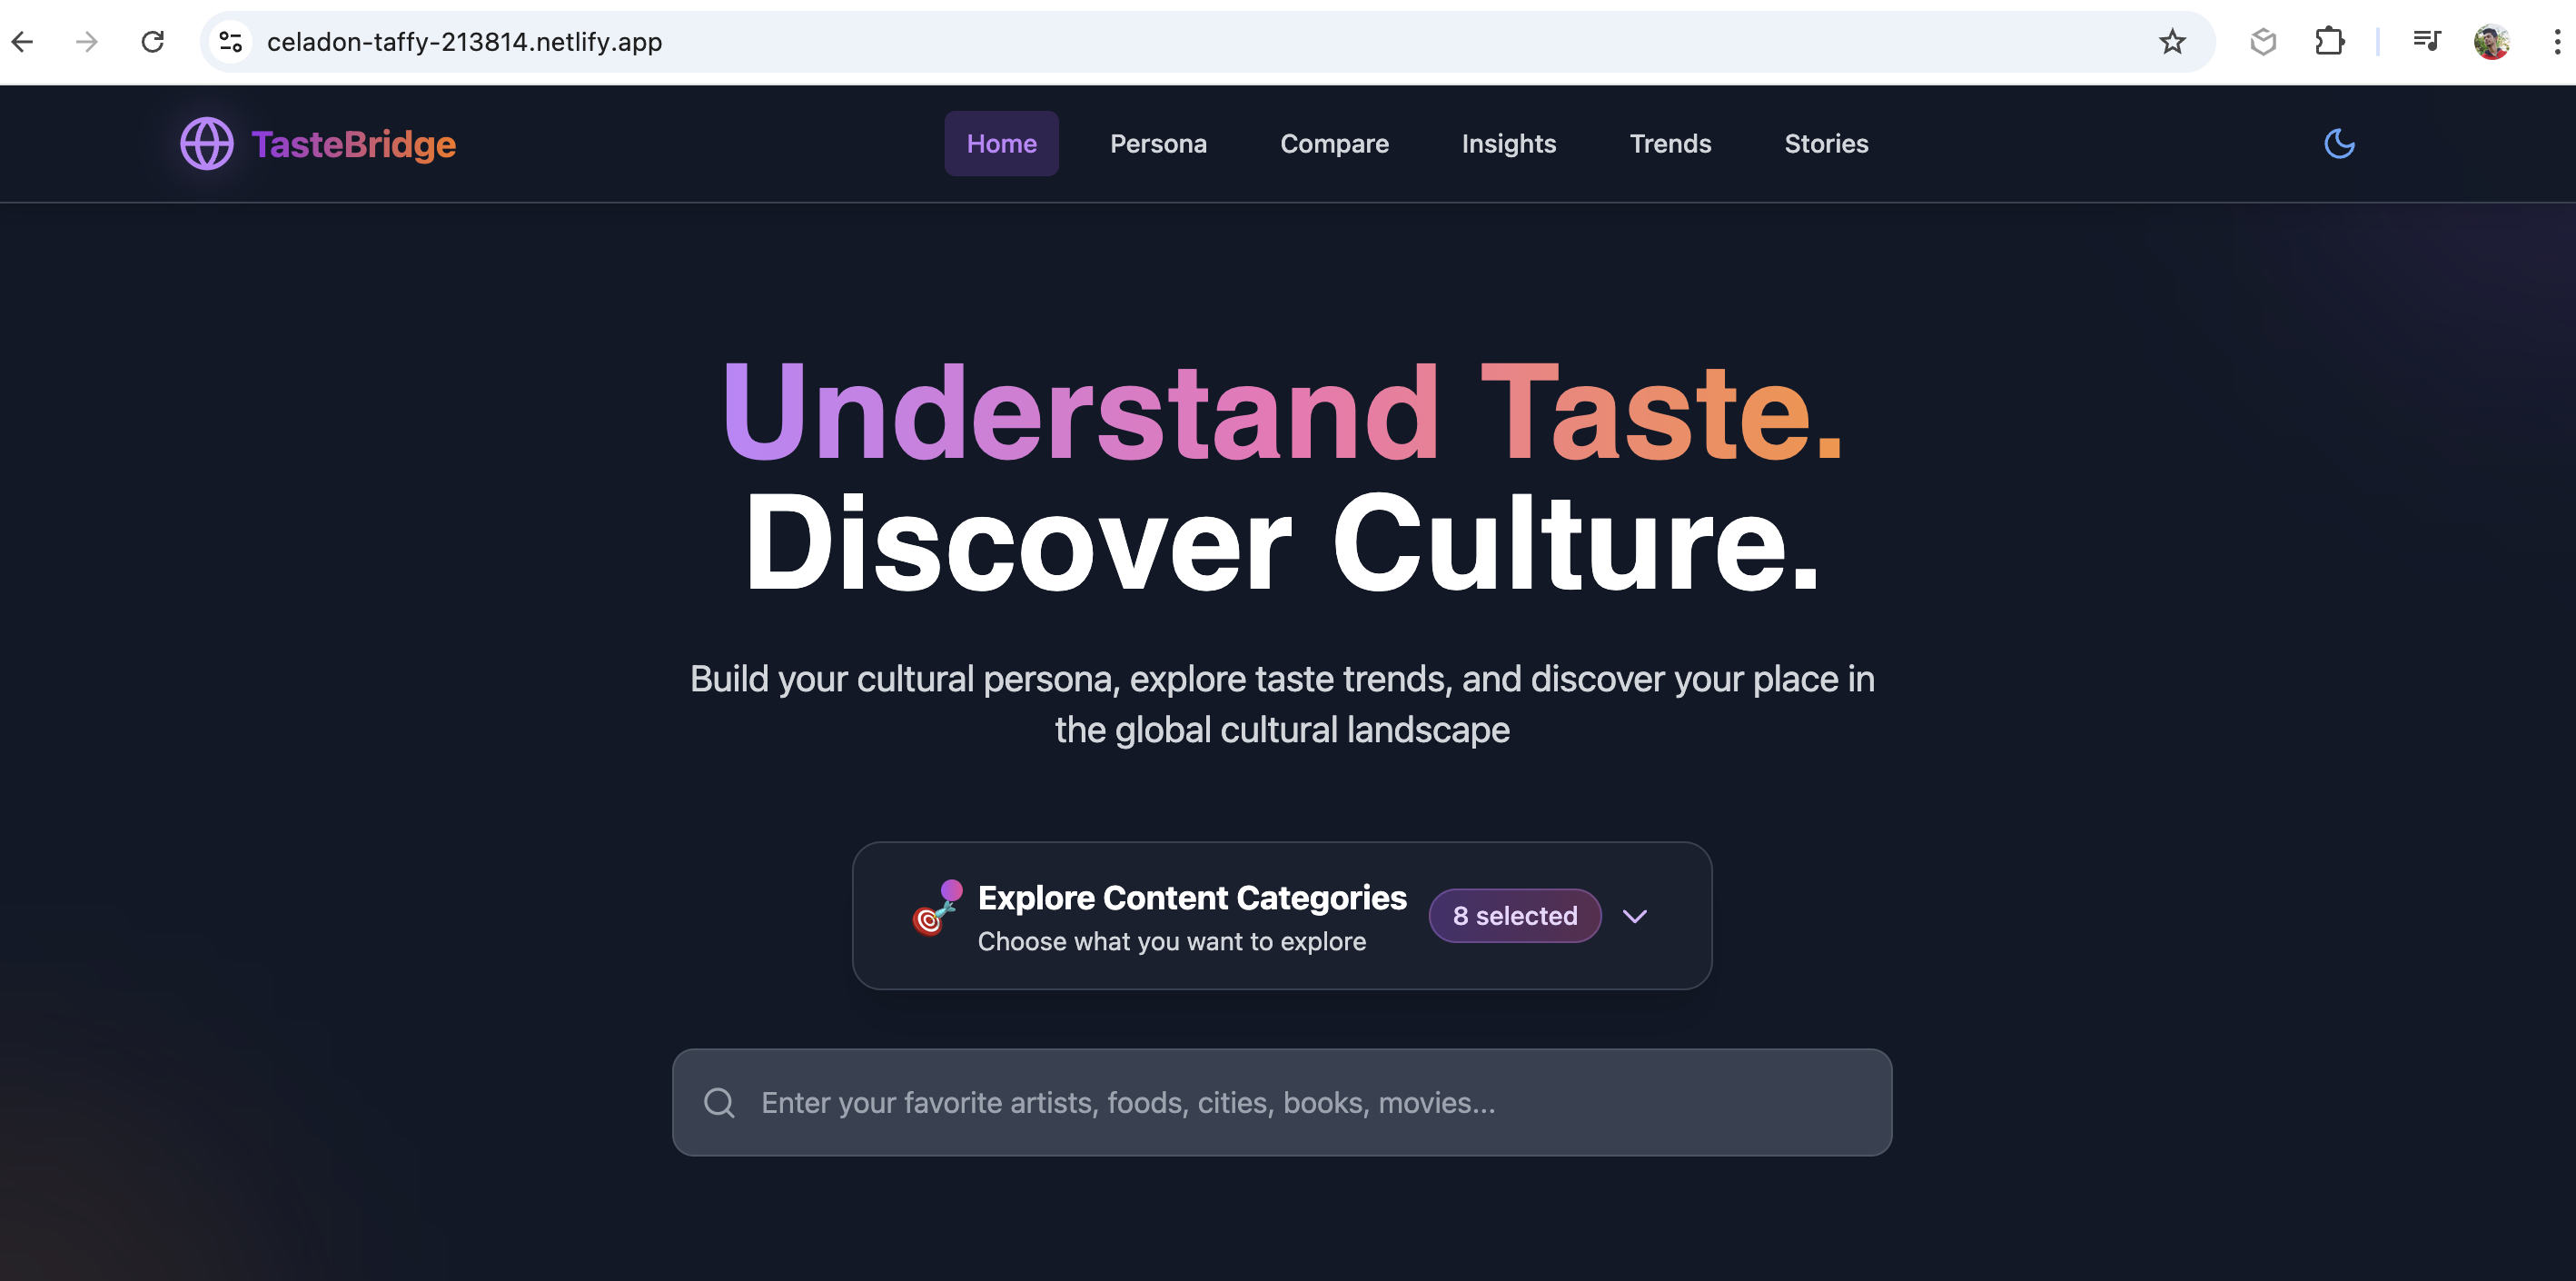 celadon-taffy-213814.netlify.app
TasteBridge
Home Persona Compare Insights Trends Stories
Understand Taste.
Discover Culture.
Build your cultural persona, explore taste trends, and discover your place in
the global cultural landscape
Explore Content Categories
Choose what you want to explore
8 selected
Enter your favorite artists, foods, cities, books, movies...